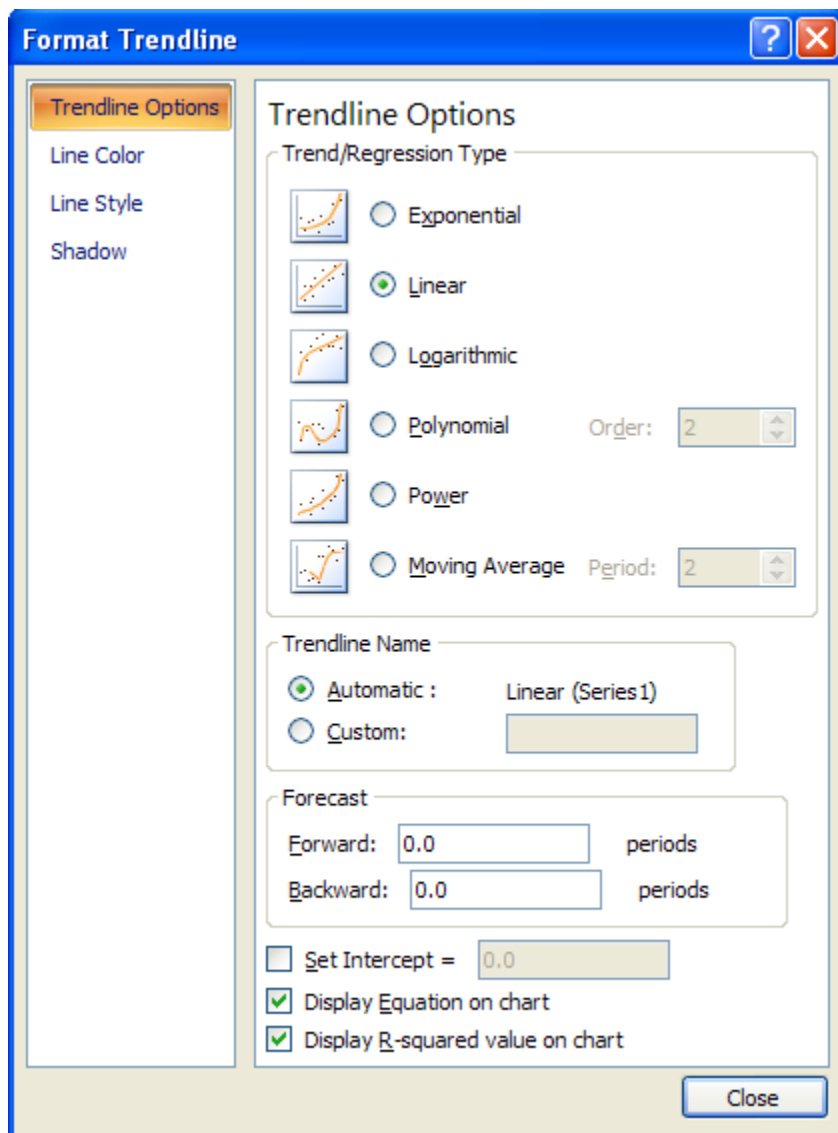 Format Trendline
?
Trendline Options
Line Color
Line Style
Shadow
Trendline Options
Trend/Regression Type
Exponential
Linear
Logarithmic
Polynomial Order: 2
Power
Moving Average Period: 2
Trendline Name
Automatic : Linear (Series1)
Custom:
Forecast
Forward: 0.0 periods
Backward: 0.0 periods
Set Intercept = 0.0
Display Equation on chart
Display R-squared value on chart
Close